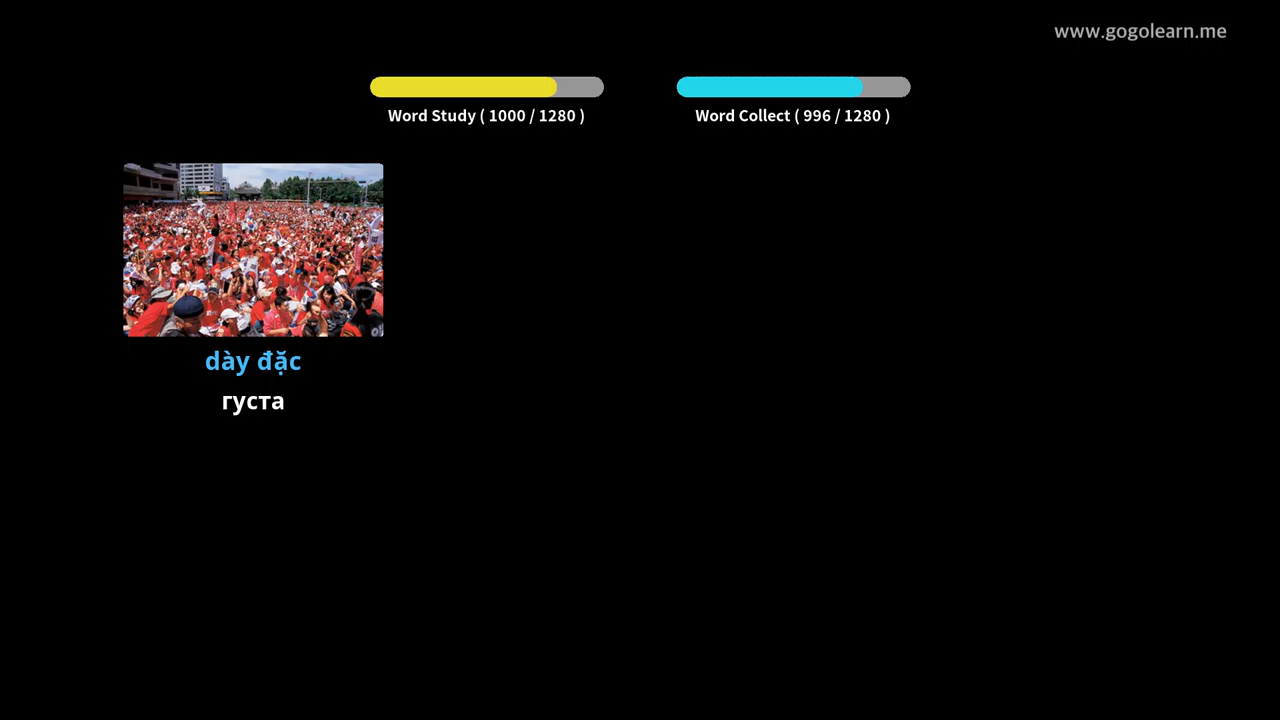 www.gogolearn.me
Word Study ( 1000 / 1280 )
Word Collect ( 996 / 1280 )
dày đặc
густа